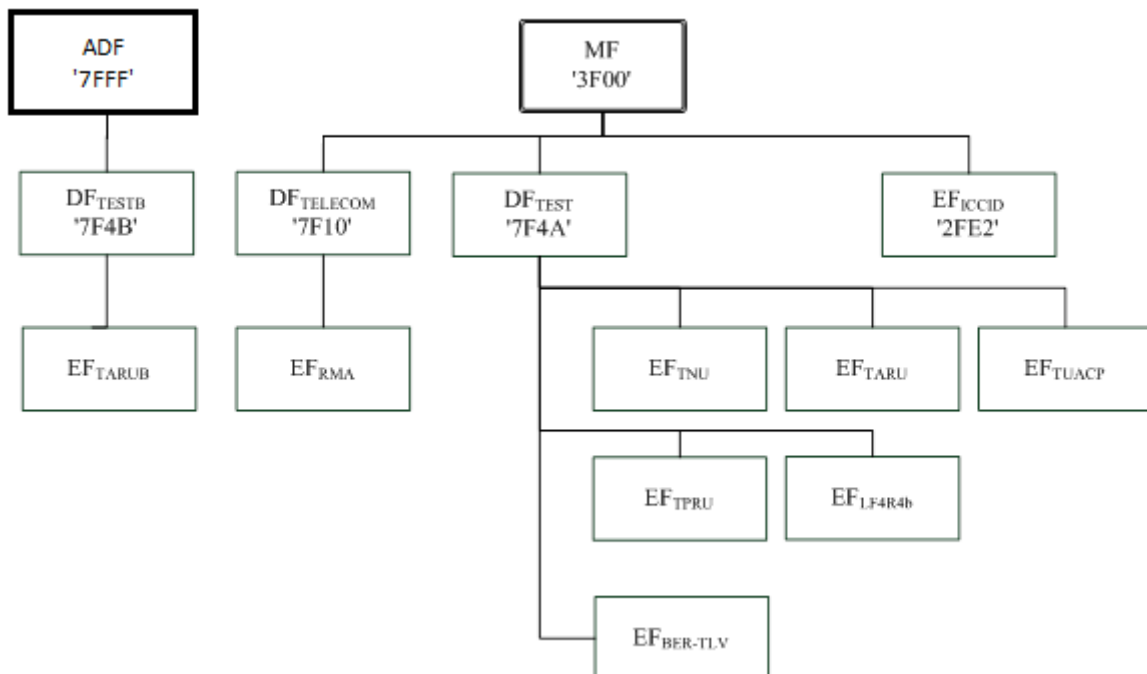 ADF
'7FFF'
MF
'3F00'
DFTESTB
'7F4B'
DFTELECOM
'7F10'
DFTEST
'7F4A'
EFICCID
'2FE2'
EFTARUB
EFRMA
EFTNU
EFTARU
EFTUACP
EFTPRU
EFLF4R4b
EFBER-TLV